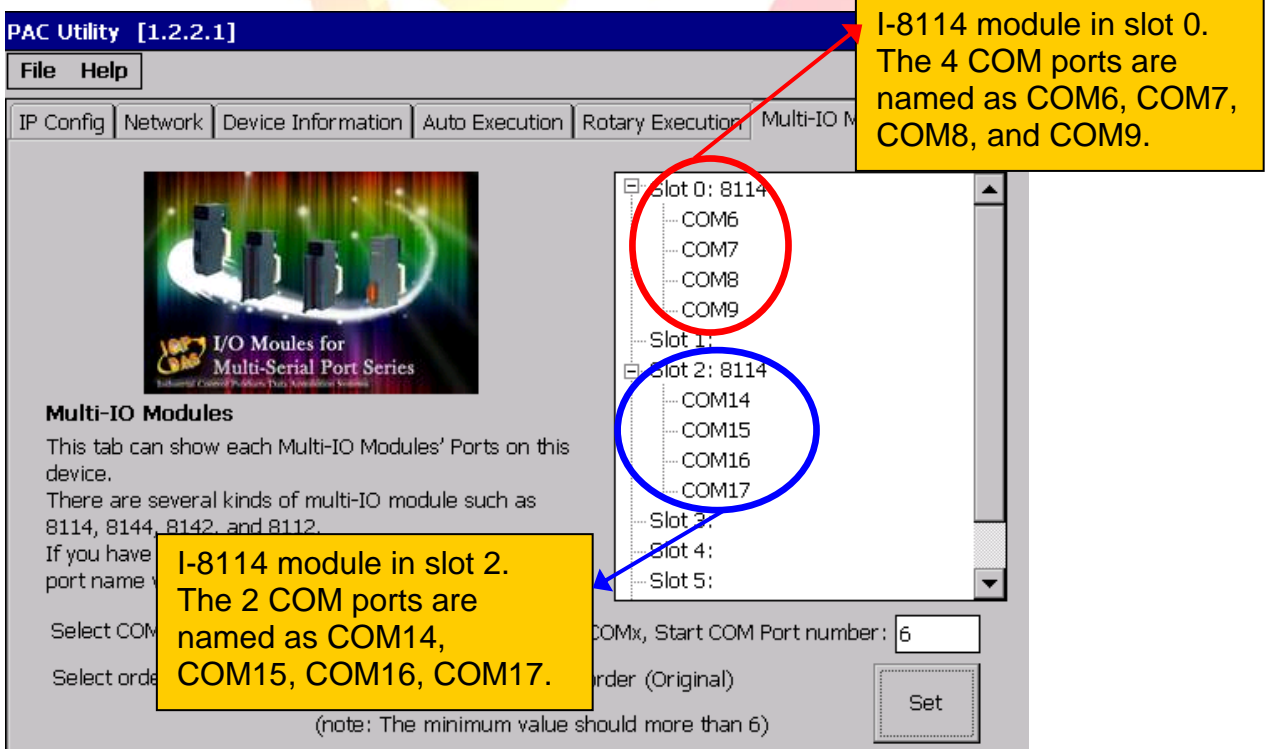 PAC Utility [1.2.2.1]
File Help
IP Config
Network
Device Information
Auto Execution
Rotary Execution
Multi-IO M
I-8114 module in slot 0.
The 4 COM ports are
named as COM6, COM7,
COM8, and COM9.
I/O Moules for
Multi-Serial Port Series
Multi-IO Modules
This tab can show each Multi-IO Modules' Ports on this
device.
There are several kinds of multi-IO module such as
8114, 8144, 8142, and 8112.
If you have
port name
Slot 0: 8114
COM6
COM7
COM8
COM9
Slot 1:
Slot 2: 8114
COM14
COM15
COM16
COM17
Slot 3:
Slot 4:
Slot 5:
I-8114 module in slot 2.
The 2 COM ports are
named as COM14,
COM15, COM16, COM17.
Select COM
COMx, Start COM Port number: 6
Select orde
rder (Original)
(note: The minimum value should more than 6)
Set